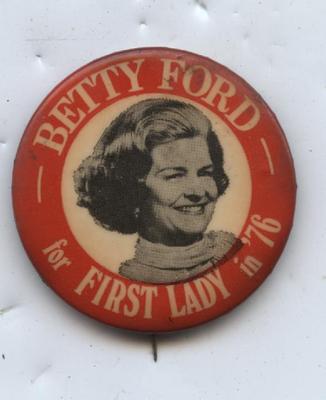 BETTY FORD
for FIRST LADY in '76